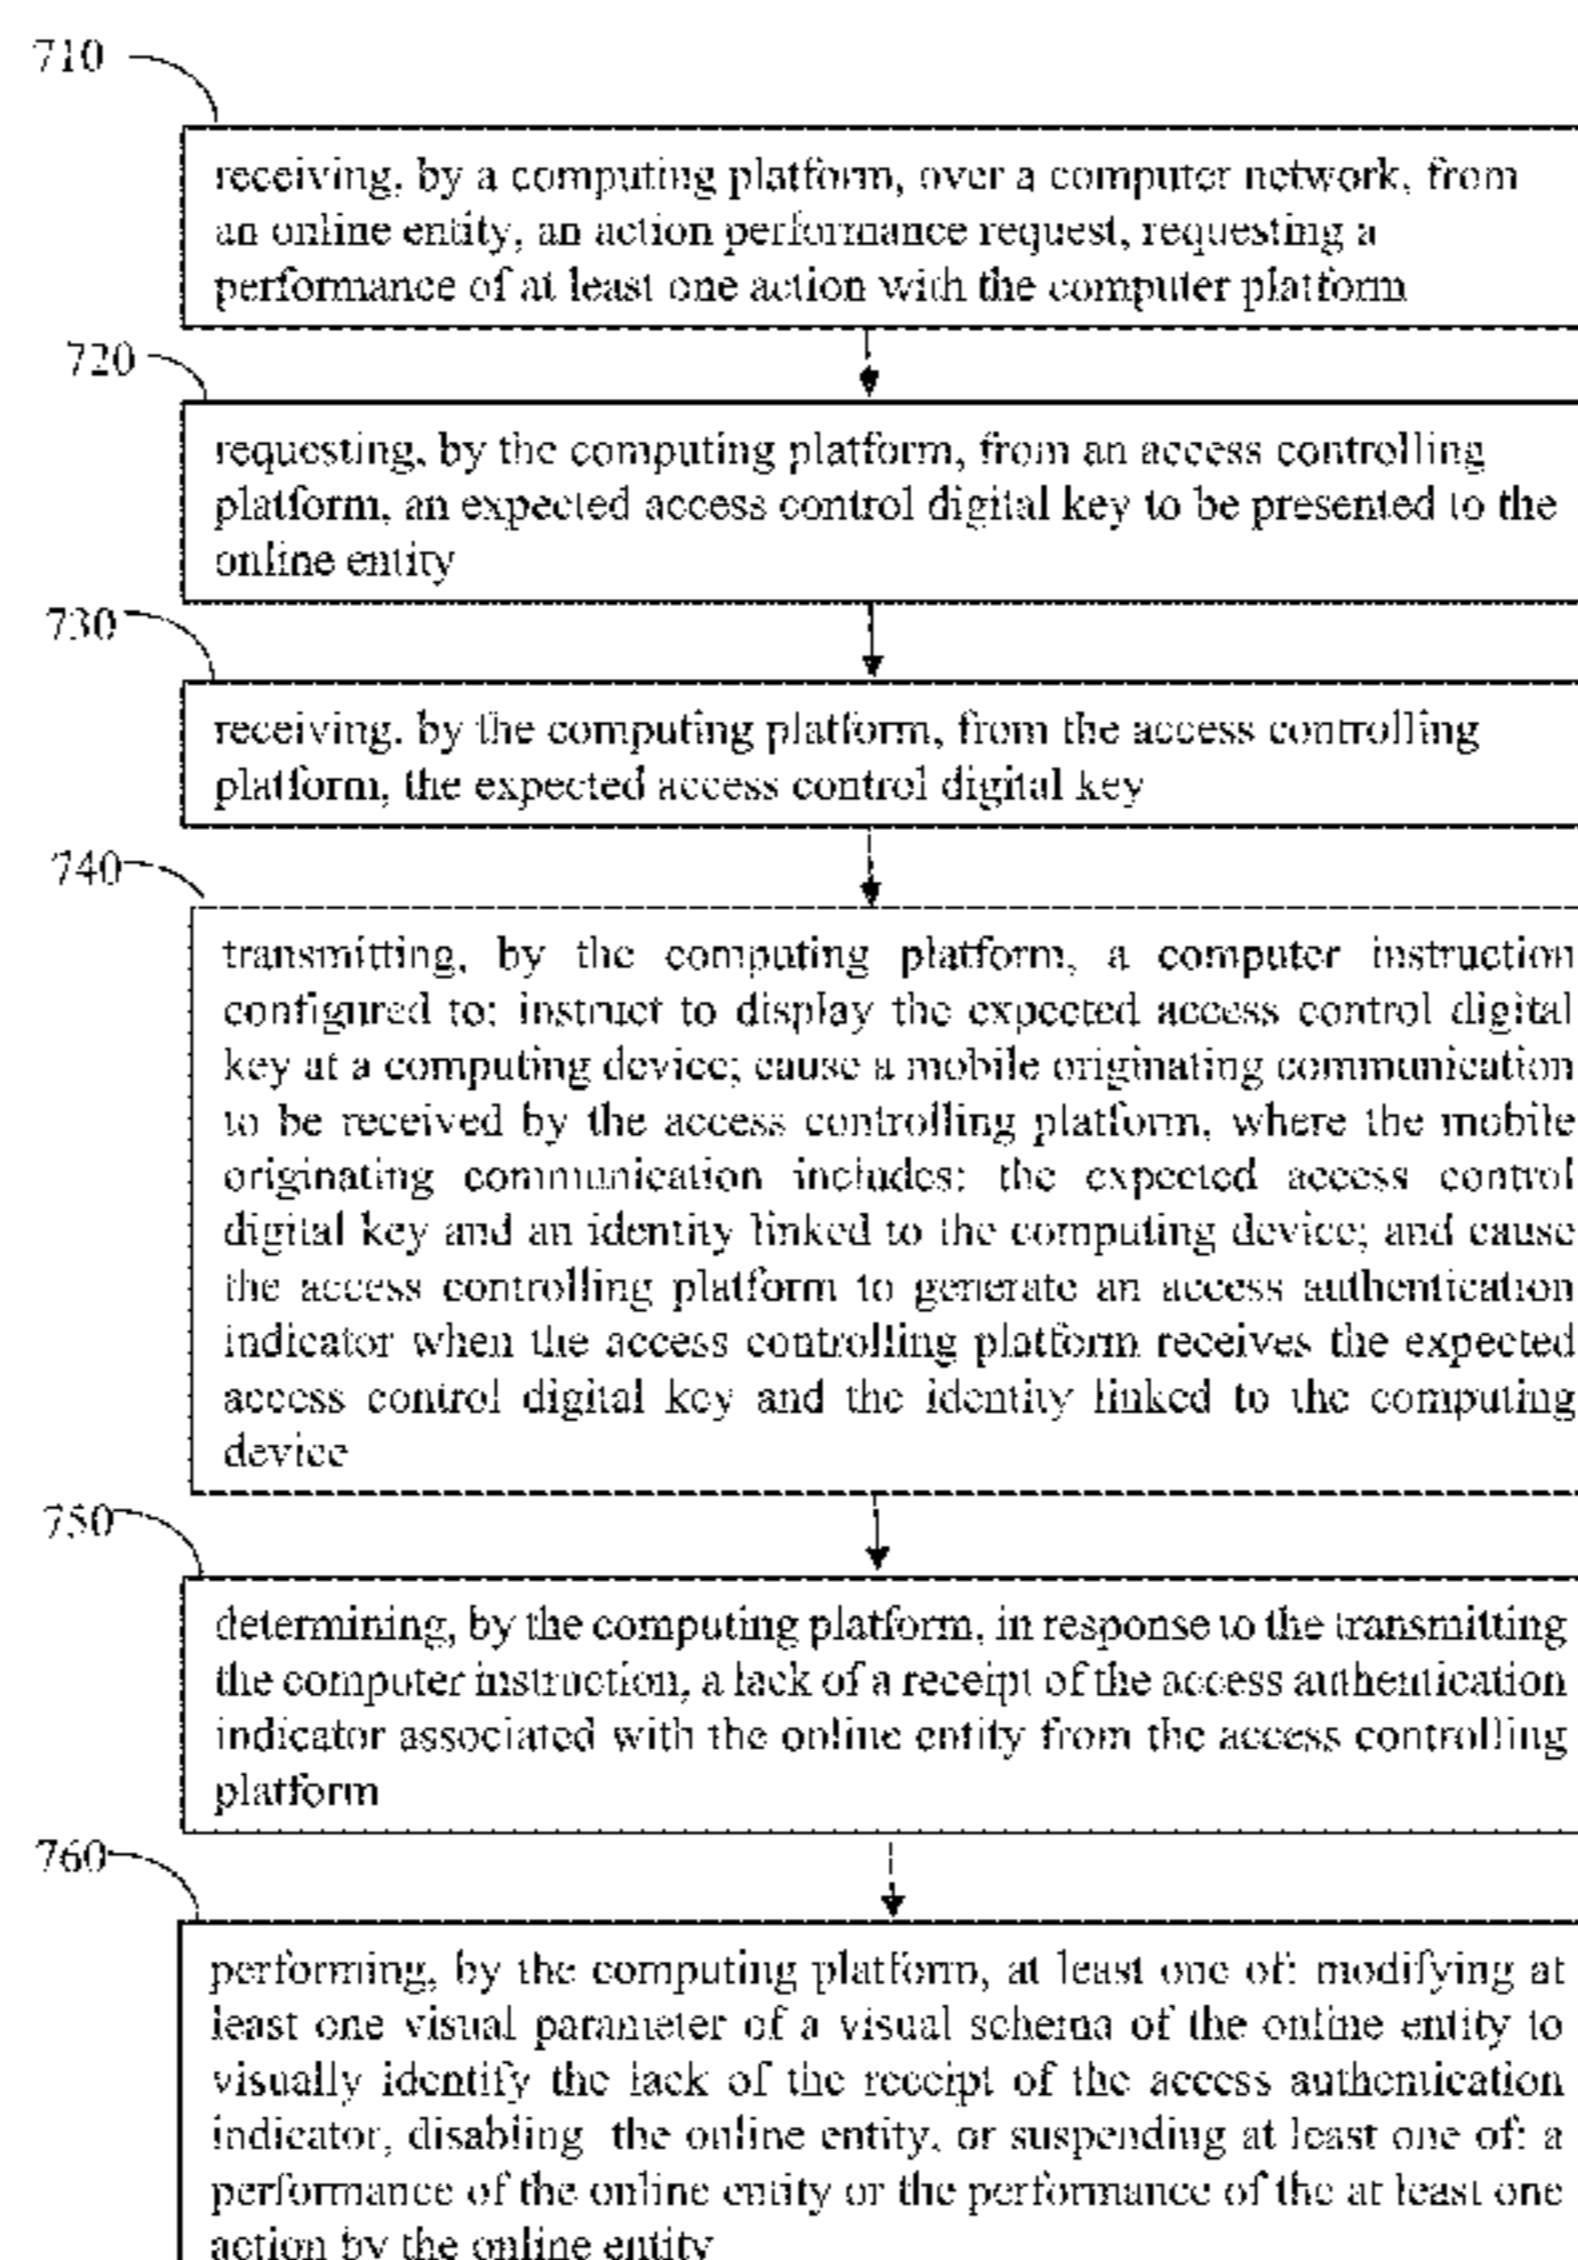 710
receiving, by a computing platform, over a computer network, from
an online entity, an action performance request, requesting a
performance of at least one action with the computer platform
720
requesting, by the computing platform, from an access controlling
platform, an expected access control digital key to be presented to the
online entity
730
receiving, by the computing platform, from the access controlling
platform, the expected access control digital key
740
transmitting, by the computing platform, a computer instruction
configured to: instruct to display the expected access control digital
key at a computing device; cause a mobile originating communication
to be received by the access controlling platform, where the mobile
originating communication includes: the expected access control
digital key and an identity linked to the computing device; and cause
the access controlling platform to generate an access authentication
indicator when the access controlling platform receives the expected
access control digital key and the identity linked to the computing
device
750
determining, by the computing platform, in response to the transmitting
the computer instruction, a lack of a receipt of the access authentication
indicator associated with the online entity from the access controlling
platform
760
performing, by the computing platform, at least one of: modifying at
least one visual parameter of a visual schema of the online entity to
visually identify the lack of the receipt of the access authentication
indicator, disabling the online entity, or suspending at least one of: a
performance of the online entity or the performance of the at least one
action by the online entity